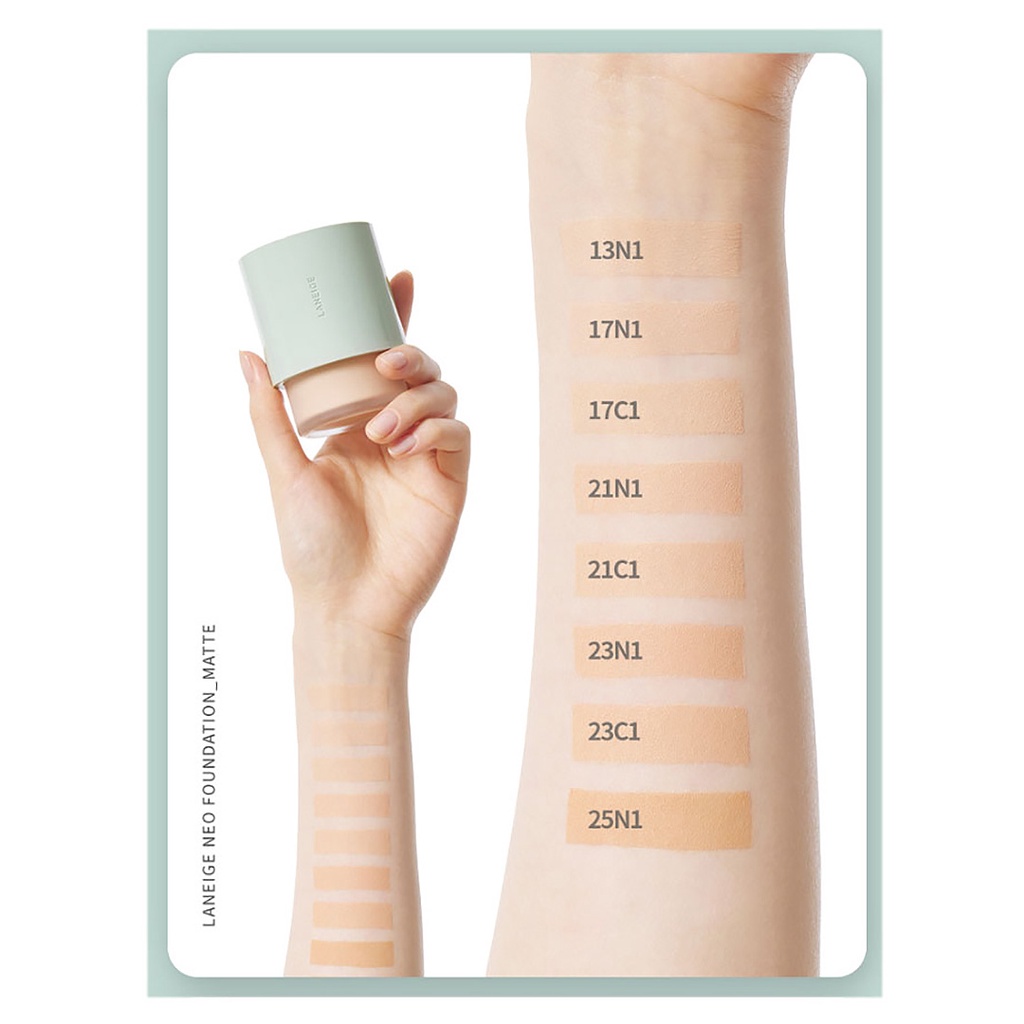 LANEIGE
LANEIGE NEO FOUNDATION_MATTE
13N1
17N1
17C1
21N1
21C1
23N1
23C1
25N1